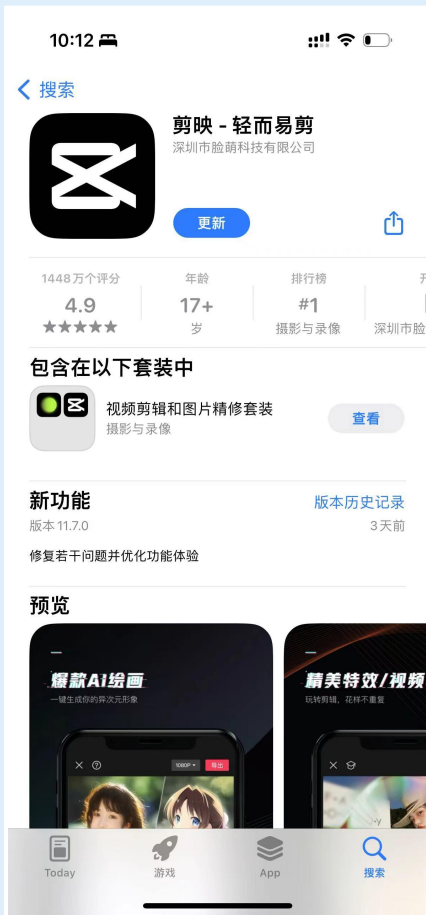 10:12
搜索
剪映 - 轻而易剪
深圳市脸萌科技有限公司
更新
1448万个评分
年龄
排行榜
4.9
17+
#1
岁
摄影与录像
深圳市脸
包含在以下套装中
视频剪辑和图片精修套装
摄影与录像
查看
新功能
版本历史记录
版本 11.7.0
3天前
修复若干问题并优化功能体验
预览
爆款Ai绘画
一键生成你的异次元形象
精美特效/视频
玩转剪辑，花样不重复
1080P
导出
Today
游戏
App
搜索